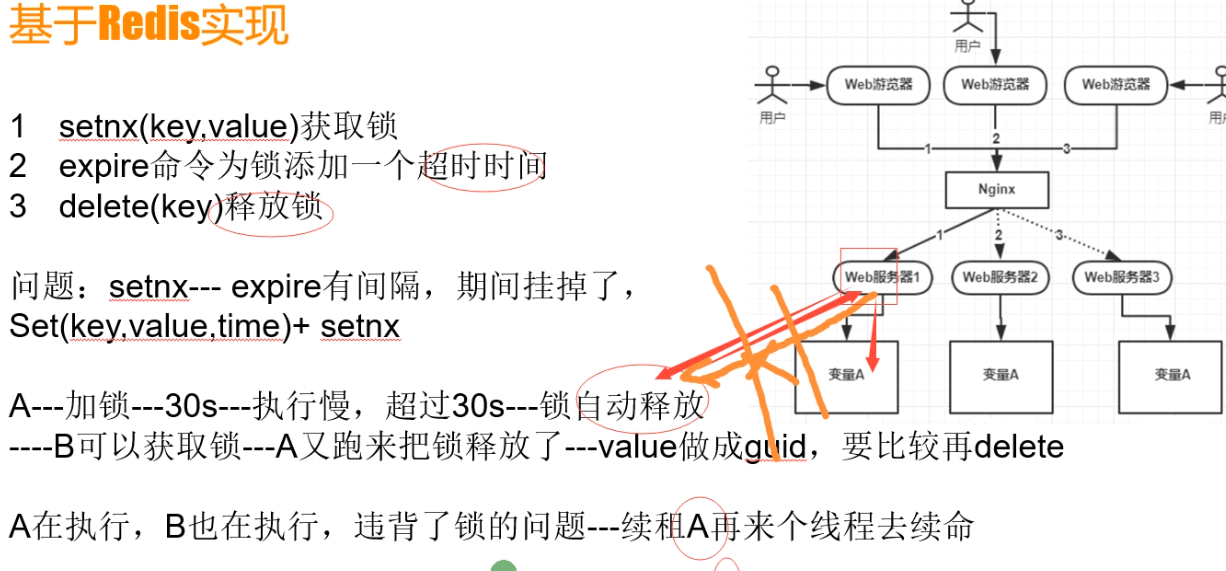 基于Redis实现
1 setnx(key,value)获取锁
2 expire命令为锁添加一个超时时间
3 delete(key)释放锁
问题：setnx--- expire有间隔，期间挂掉了，
Set(key,value,time)+ setnx
A---加锁---30s---执行慢，超过30s---锁自动释放
----B可以获取锁---A又跑来把锁释放了---value做成guid，要比较再delete
A在执行，B也在执行，违背了锁的问题---续租A再来个线程去续命
用户
用户
用户
Web游览器
Web游览器
Web游览器
1
2
3
Nginx
1
2
3
Web服务器1
Web服务器2
Web服务器3
变量A
变量A
变量A